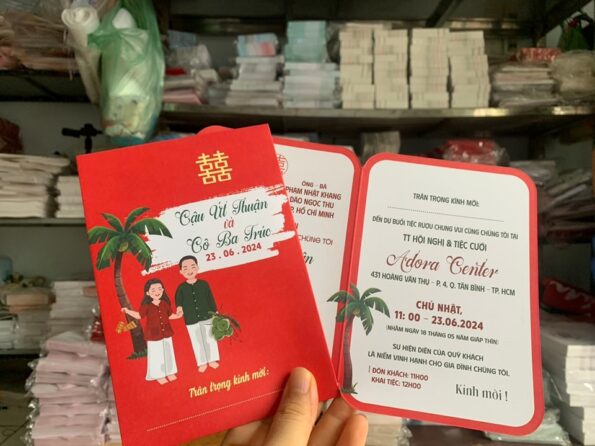 囍
Cậu Út Thuận
và
Cô Ba Trúc
23.06.2024
Trân trọng kính mời:
ÔNG - BÀ
PHẠM NHẬT KHANG
ĐÀO NGỌC THU
TP HỒ CHÍ MINH
CHÚNG TÔI
TRÂN TRỌNG KÍNH MỜI:
ĐẾN DỰ BUỔI TIỆC RƯỢU CHUNG VUI CÙNG CHÚNG TÔI TẠI
TT HỘI NGHỊ & TIỆC CƯỚI
Adora Center
431 HOÀNG VĂN THỤ - P. 4, Q. TÂN BÌNH - TP. HCM
CHỦ NHẬT,
11:00 - 23.06.2024
(NHẰM NGÀY 18 THÁNG 05 NĂM GIÁP THÌN)
SỰ HIỆN DIỆN CỦA QUÝ KHÁCH
LÀ NIỀM VINH HẠNH CHO GIA ĐÌNH CHÚNG TÔI.
ĐÓN KHÁCH: 11H00
KHAI TIỆC: 12H00
Kính mời !